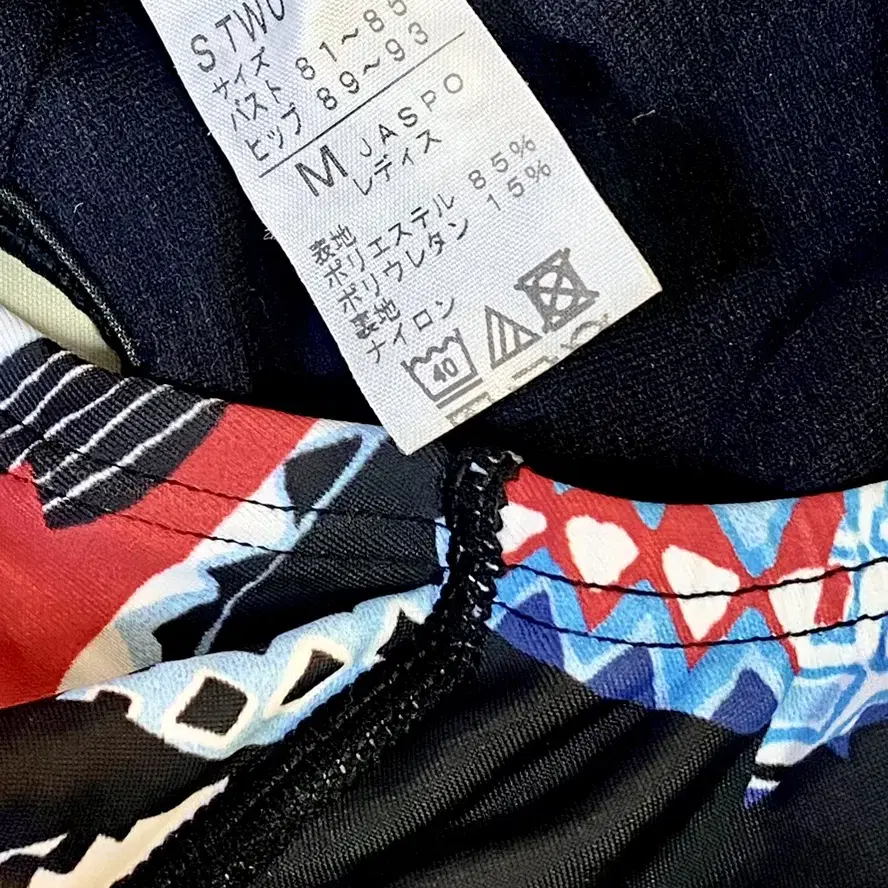 STWO
サイズ
バスト 81~85
ヒップ 89~93
M JASPO
レディス
表地
ポリエステル 85%
ポリウレタン 15%
裏地
ナイロン
40